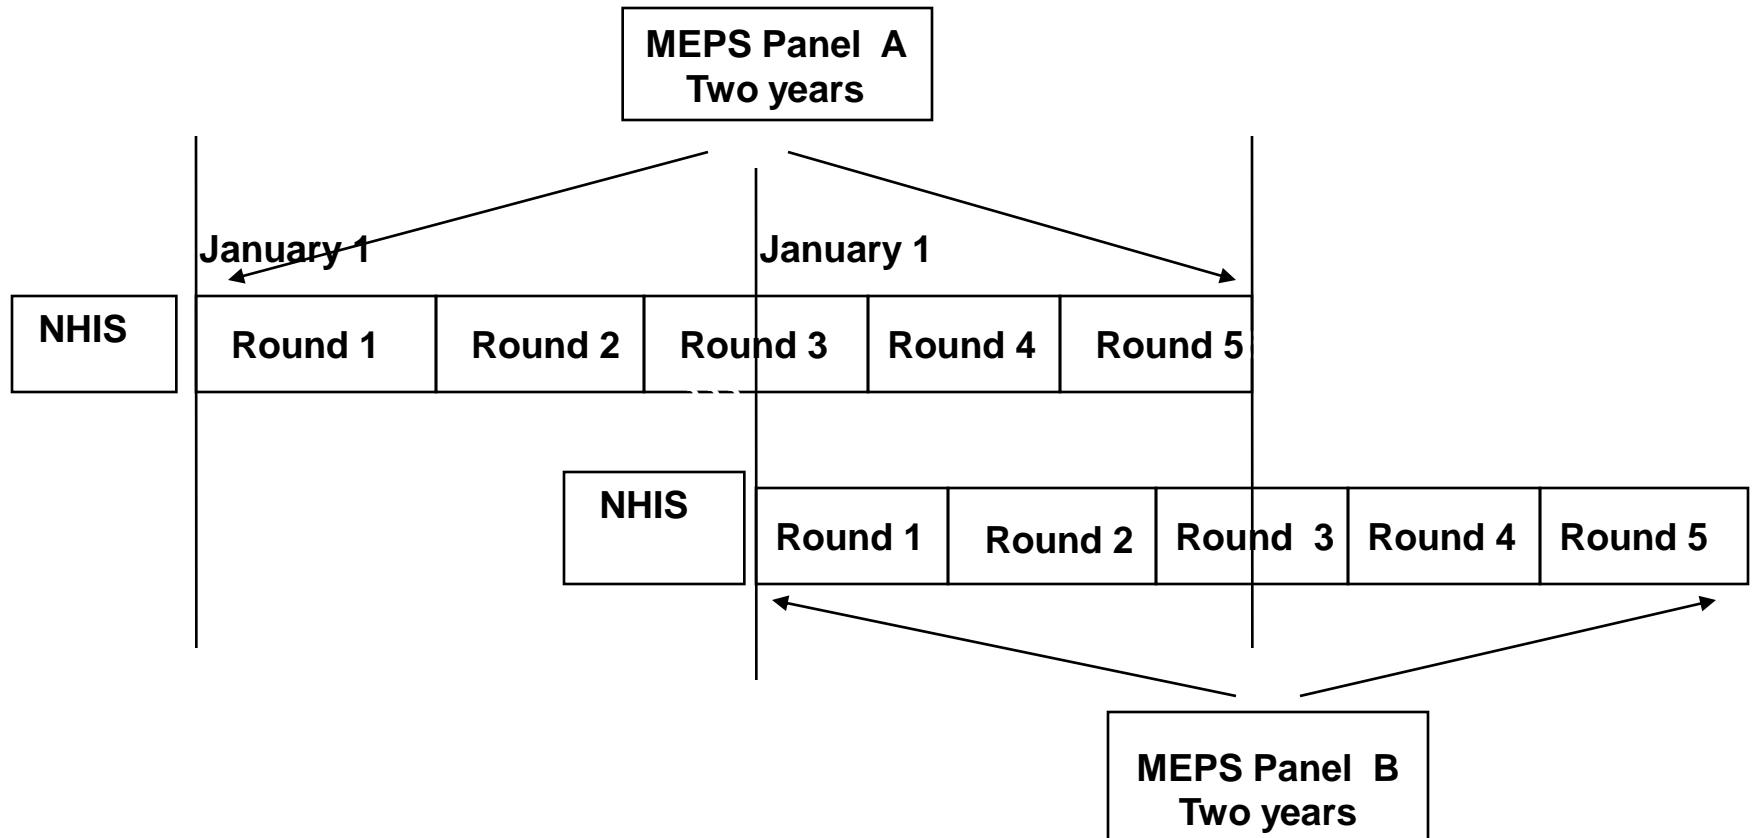 MEPS Panel A
Two years
January 1
January 1
NHIS
Round 1
Round 2
Round 3
Round 4
Round 5
NHIS
Round 1
Round 2
Round 3
Round 4
Round 5
MEPS Panel B
Two years